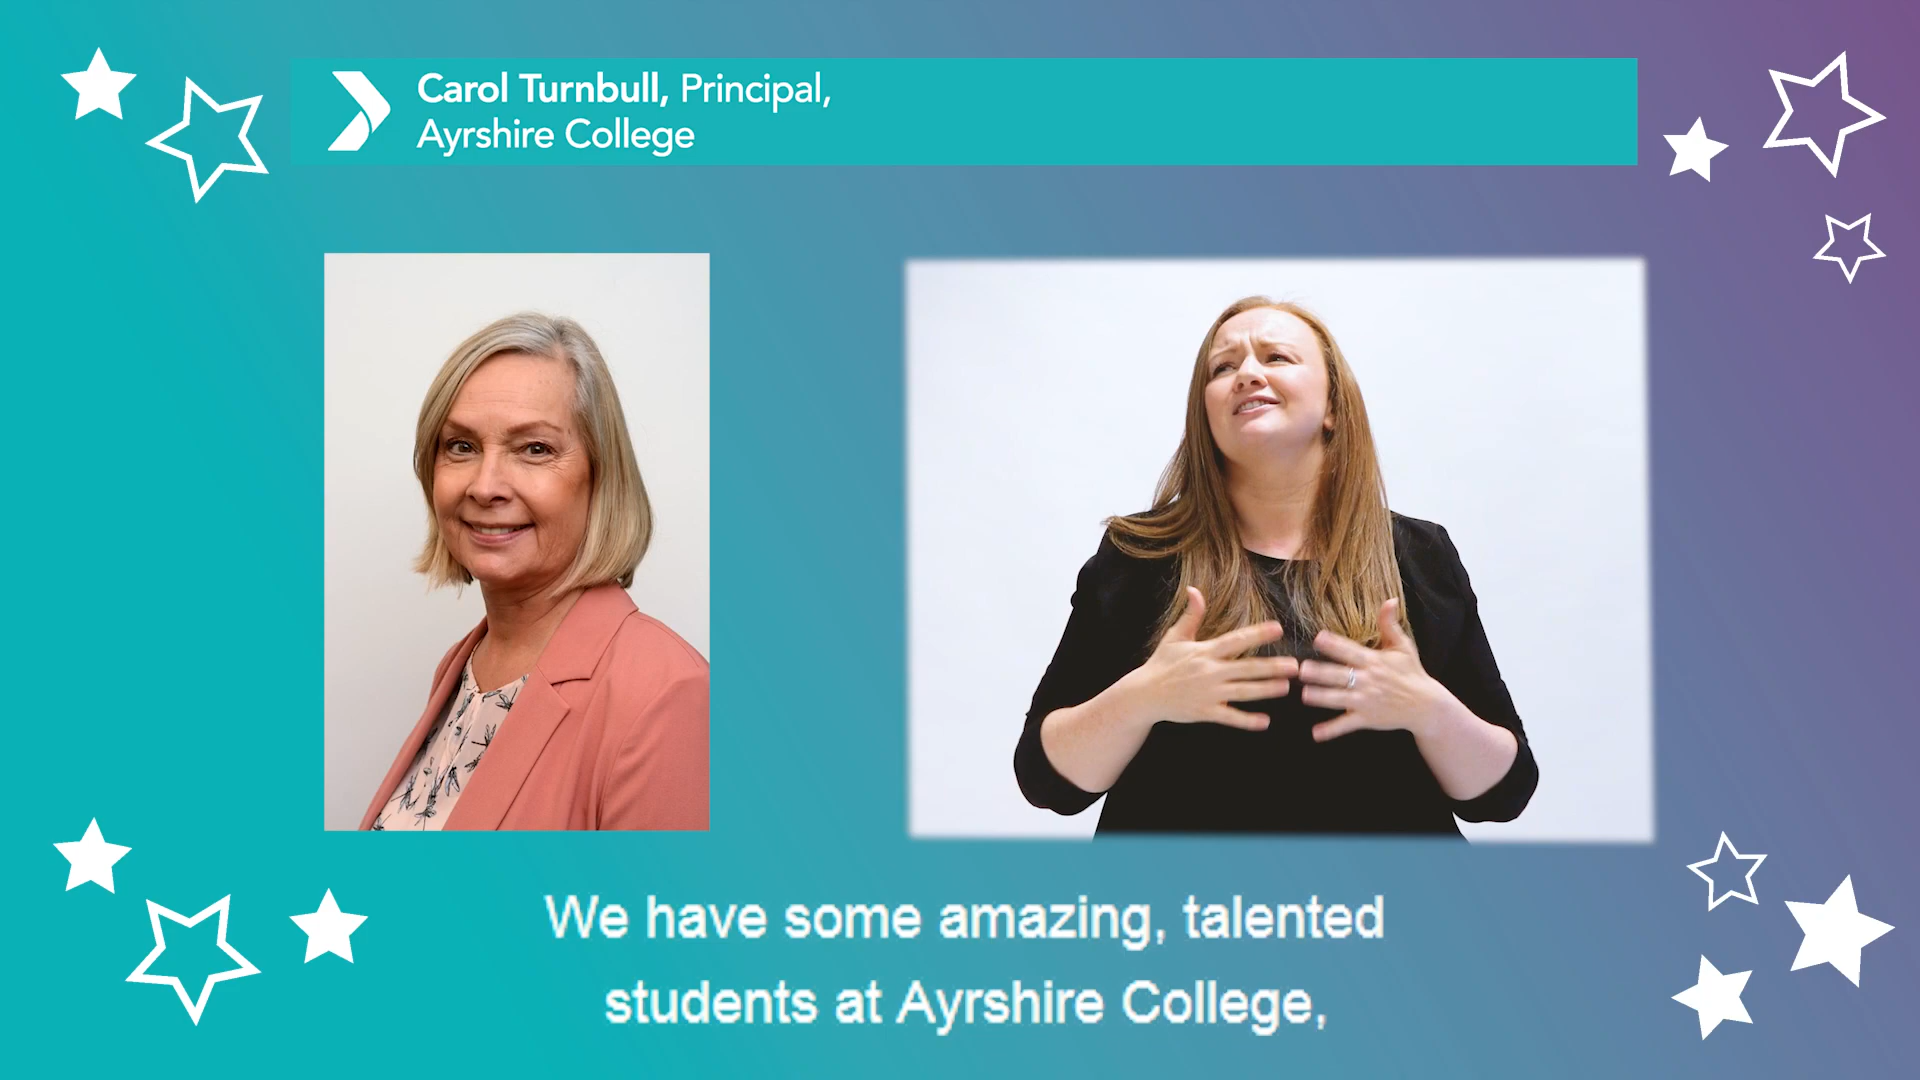 Carol Turnbull, Principal,
Ayrshire College
We have some amazing, talented
students at Ayrshire College,